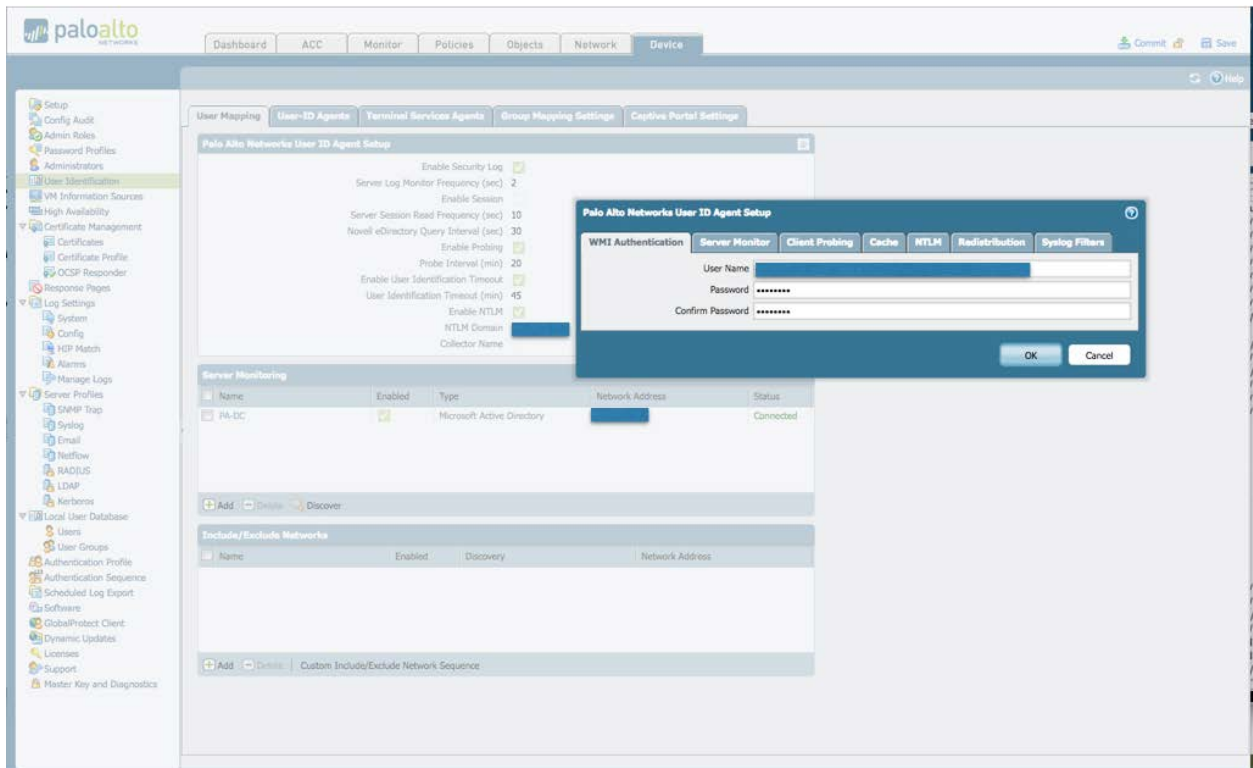 paloalto
NETWORKS
Dashboard ACC Monitor Policies Objects Network Device
Commit Save
Help
Setup
Config Audit
Admin Roles
Password Profiles
Administrators
User Identification
VM Information Sources
High Availability
Certificate Management
Certificates
Certificate Profile
OCSP Responder
Response Pages
Log Settings
System
Config
HIP Match
Alarms
Manage Logs
Server Profiles
SNMP Trap
Syslog
Email
Netflow
RADIUS
LDAP
Kerberos
Local User Database
Users
User Groups
Authentication Profile
Authentication Sequence
Scheduled Log Export
Software
GlobalProtect Client
Dynamic Updates
Licenses
Support
Master Key and Diagnostics
User Mapping User-ID Agents Terminal Services Agents Group Mapping Settings Captive Portal Settings
Palo Alto Networks User ID Agent Setup
Enable Security Log
Server Log Monitor Frequency (sec) 2
Enable Session
Server Session Read Frequency (sec) 10
Novell eDirectory Query Interval (sec) 30
Enable Probing
Probe Interval (min) 20
Enable User Identification Timeout
User Identification Timeout (min) 45
Enable NTLM
NTLM Domain
Collector Name
Server Monitoring
Name Enabled Type Network Address Status
PA-DC Microsoft Active Directory Connected
Add Delete Discover
Include/Exclude Networks
Name Enabled Discovery Network Address
Add Delete Custom Include/Exclude Network Sequence
Palo Alto Networks User ID Agent Setup
WMI Authentication Server Monitor Client Probing Cache NTLM Redistribution Syslog Filters
User Name
Password ••••••••
Confirm Password ••••••••
OK Cancel